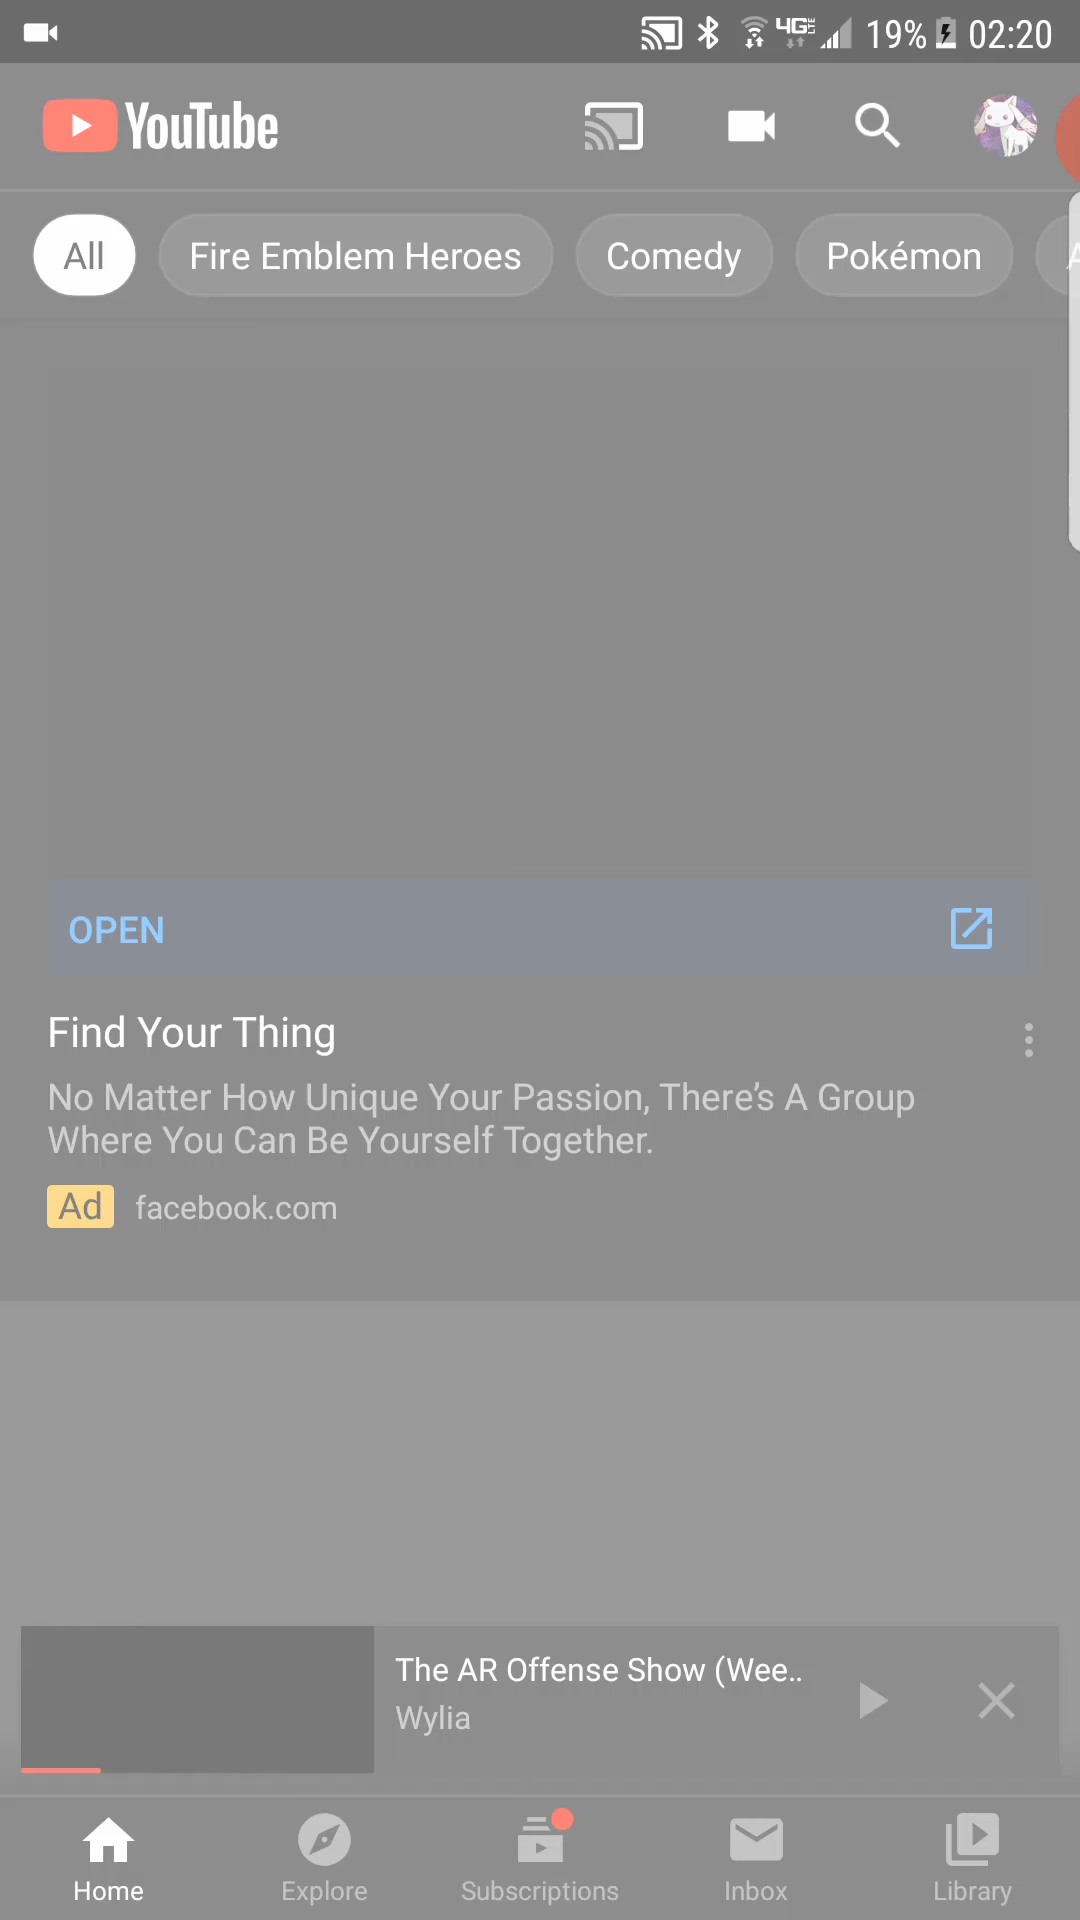 4G LTE 19% 02:20
YouTube
All Fire Emblem Heroes Comedy Pokémon A
OPEN
Find Your Thing
No Matter How Unique Your Passion, There's A Group
Where You Can Be Yourself Together.
Ad facebook.com
The AR Offense Show (Wee..
Wylia
Home Explore Subscriptions Inbox Library